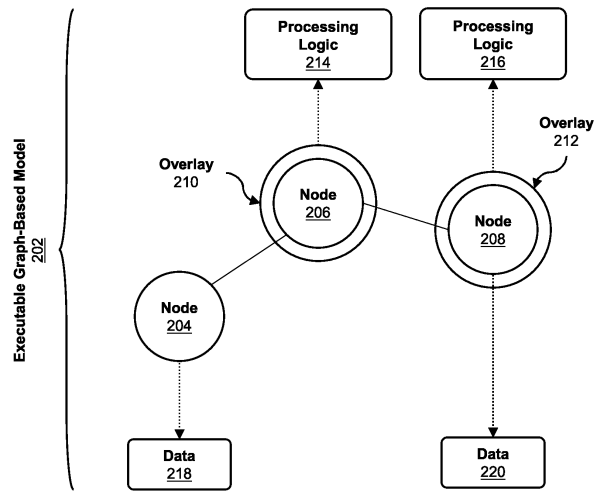 Processing
Logic
214
Processing
Logic
216
Overlay
212
Overlay
210
Node
206
Node
208
Executable Graph-Based Model
202
Node
204
Data
218
Data
220